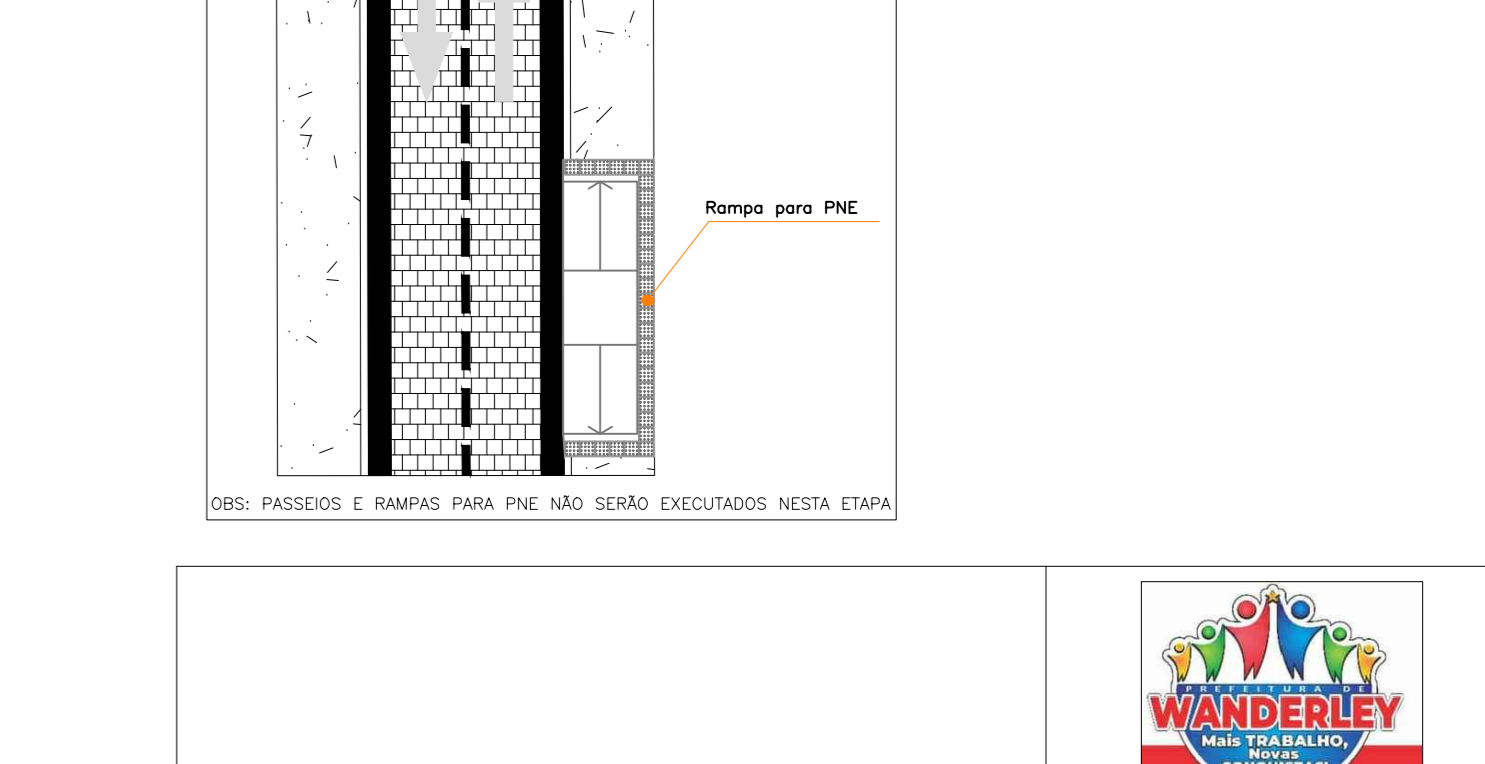 Rampa para PNE
OBS: PASSEIOS E RAMPAS PARA PNE NÃO SERÃO EXECUTADOS NESTA ETAPA
PREFEITURA DE
WANDERLEY
Mais TRABALHO,
Novas